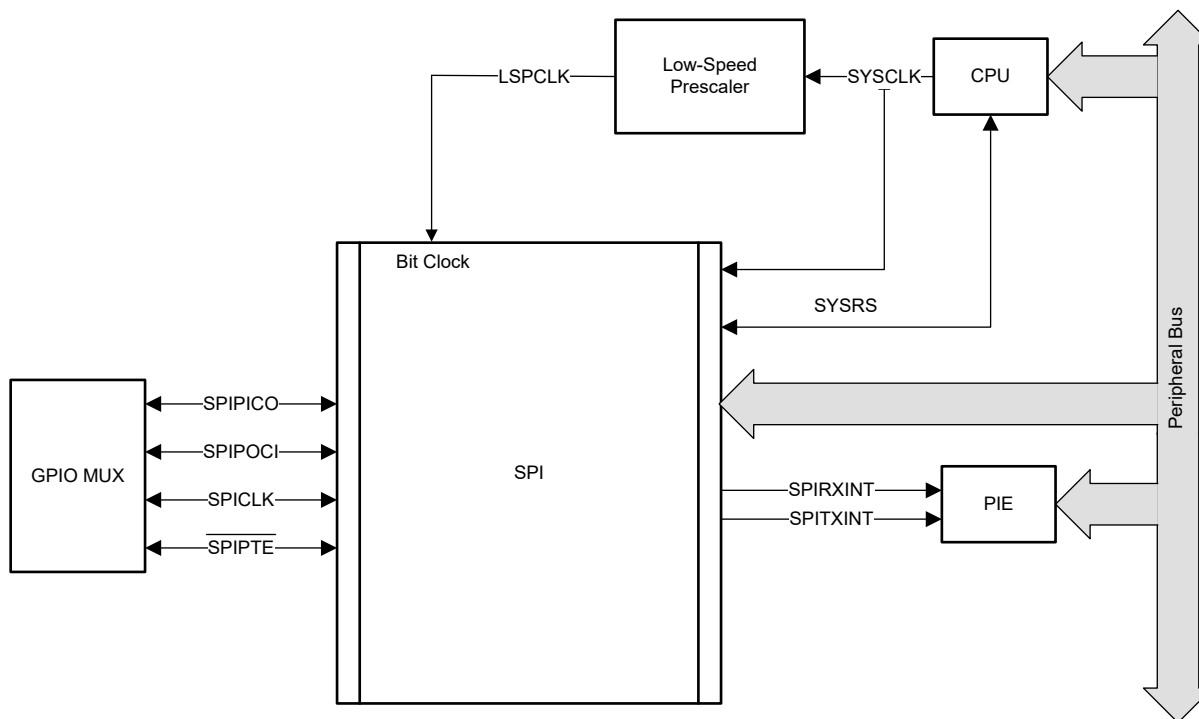 LSPCLK
Low-Speed
Prescaler
SYSCLK
CPU
Bit Clock
SYSRS
Peripheral Bus
SPIPICO
SPIPOCI
GPIO MUX
SPICLK
SPIPTE
SPI
SPIRXINT
SPITXINT
PIE